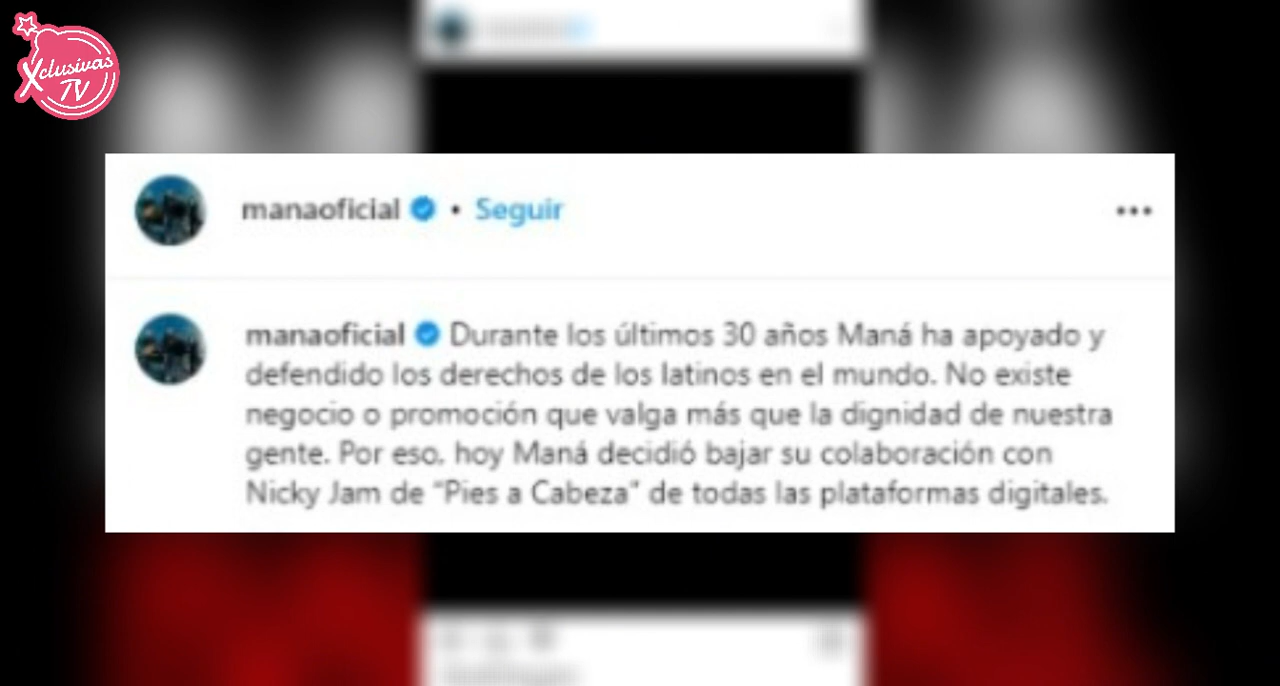 Xclusivas
TV
manaoficial • Seguir
manaoficial Durante los últimos 30 años Maná ha apoyado y
defendido los derechos de los latinos en el mundo. No existe
negocio o promoción que valga más que la dignidad de nuestra
gente. Por eso, hoy Maná decidió bajar su colaboración con
Nicky Jam de "Pies a Cabeza" de todas las plataformas digitales.